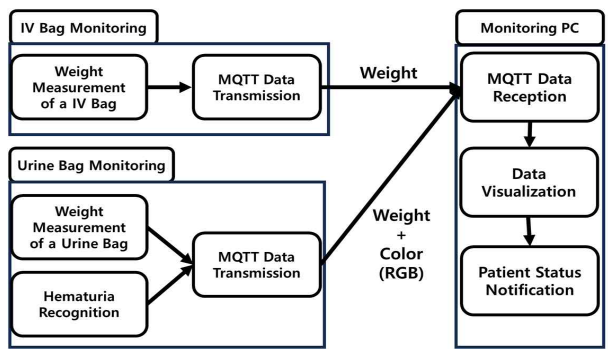 IV Bag Monitoring
Weight
Measurement
of a IV Bag
MQTT Data
Transmission
Weight
Urine Bag Monitoring
Weight
Measurement
of a Urine Bag
Hematuria
Recognition
MQTT Data
Transmission
Weight
+
Color
(RGB)
Monitoring PC
MQTT Data
Reception
Data
Visualization
Patient Status
Notification